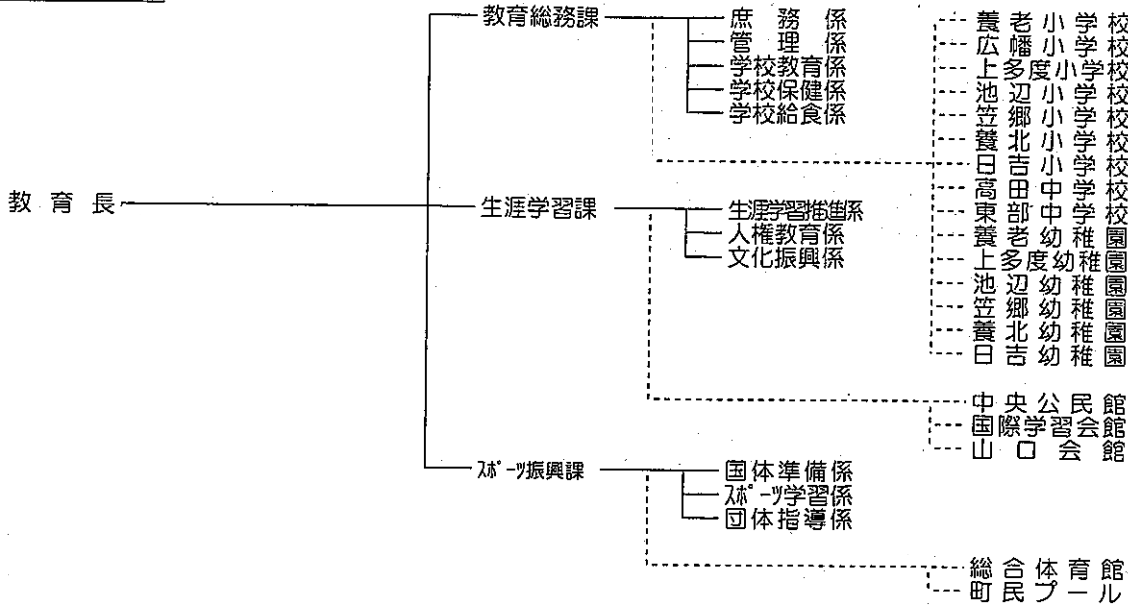 教育長
教育総務課
庶務係
管理係
学校教育係
学校保健係
学校給食係
養老小学校
広幡小学校
上多度小学校
池辺小学校
笠郷小学校
養北小学校
日吉小学校
高田中学校
東部中学校
養老幼稚園
上多度幼稚園
池辺幼稚園
笠郷幼稚園
養北幼稚園
日吉幼稚園
生涯学習課
生涯学習推進係
人権教育係
文化振興係
中央公民館
国際学習会館
山口会館
スポーツ振興課
国体準備係
スポーツ学習係
団体指導係
総合体育館
町民プール